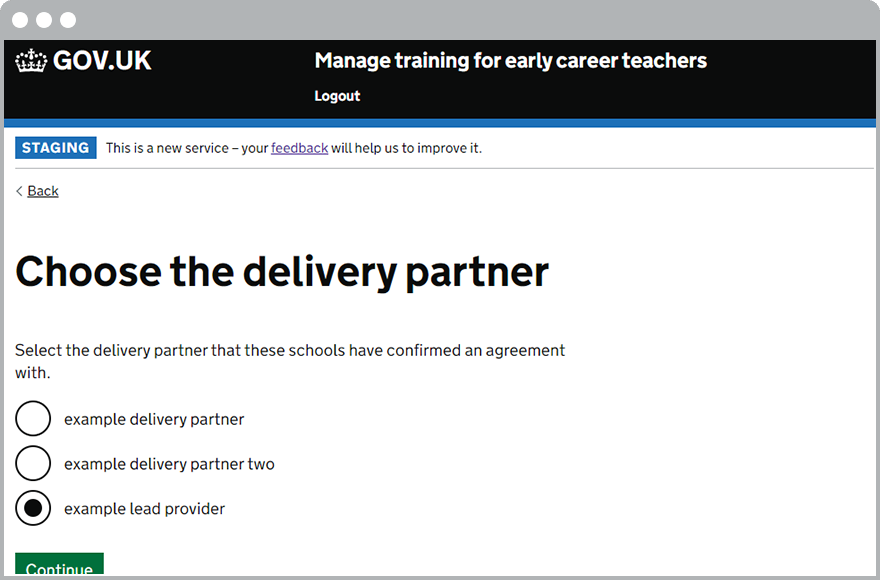 GOV.UK
Manage training for early career teachers
Logout
STAGING This is a new service – your feedback will help us to improve it.
Back
Choose the delivery partner
Select the delivery partner that these schools have confirmed an agreement
with.
example delivery partner
example delivery partner two
example lead provider
Continue